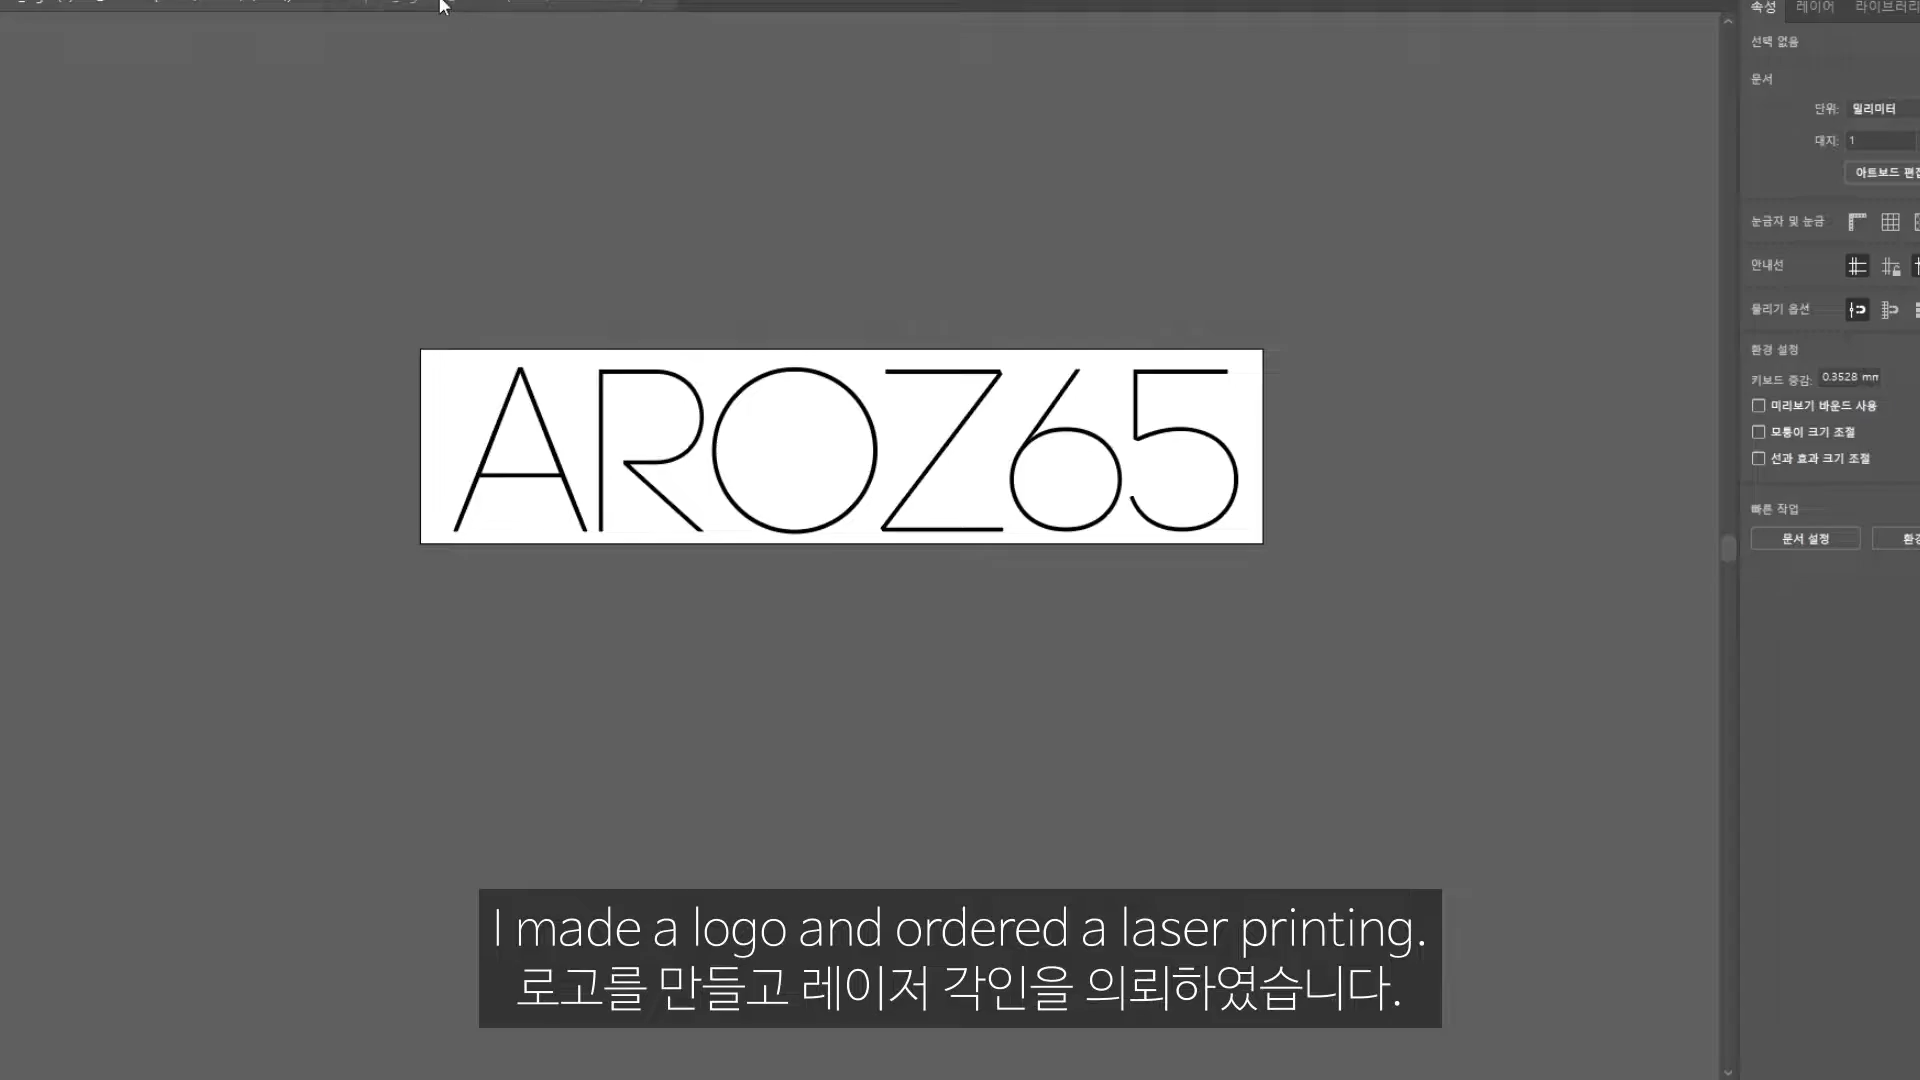 속성 레이어 라이브러리
선택 없음
문서
단위: 밀리미터
대지: 1
아트보드 편집
눈금자 및 눈금
안내선
물리기 옵션
환경 설정
키보드 증감: 0.3528 mm
미리보기 바운드 사용
모퉁이 크기 조절
선과 효과 크기 조절
빠른 작업
문서 설정
AROZ65
I made a logo and ordered a laser printing.
로고를 만들고 레이저 각인을 의뢰하였습니다.